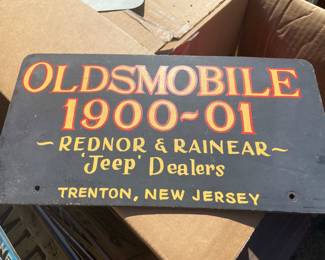 OLDSMOBILE
1900-01
~REDNOR & RAINEAR~
'Jeep' Dealers
TRENTON, NEW JERSEY